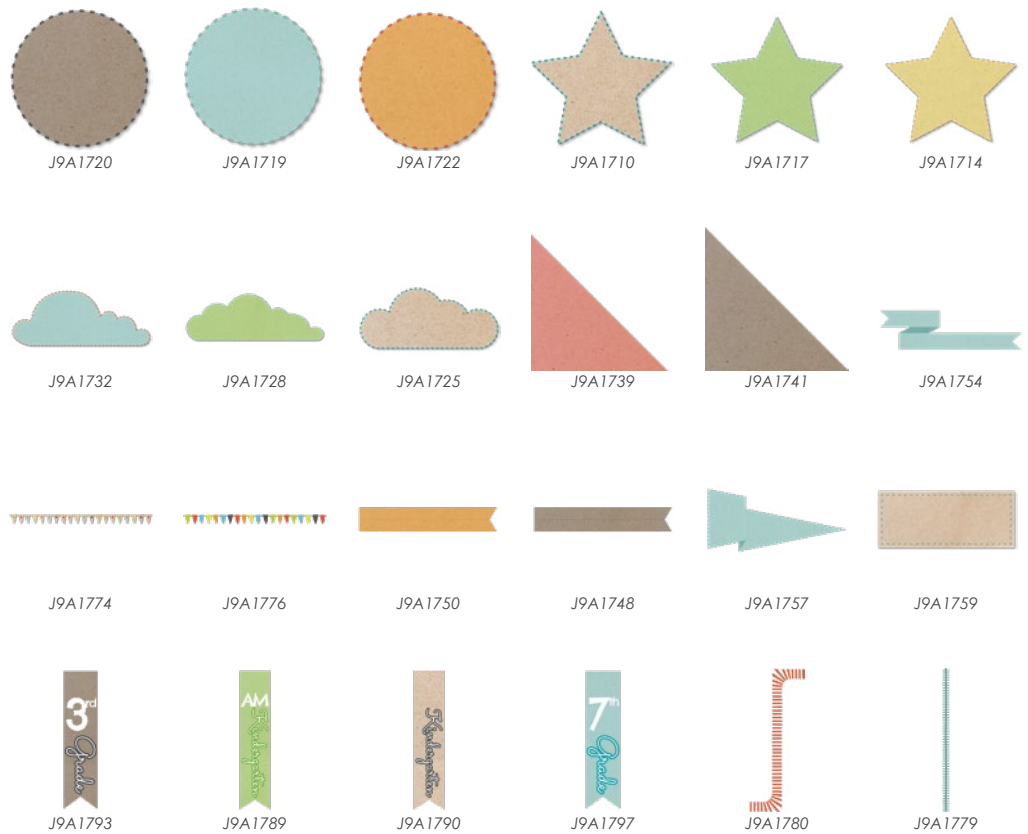 J9A1720 J9A1719 J9A1722 J9A1710 J9A1717 J9A1714
J9A1732 J9A1728 J9A1725 J9A1739 J9A1741 J9A1754
J9A1774 J9A1776 J9A1750 J9A1748 J9A1757 J9A1759
3rd Grade
AM Kindergarten
Kindergarten
7th Grade
J9A1793 J9A1789 J9A1790 J9A1797 J9A1780 J9A1779